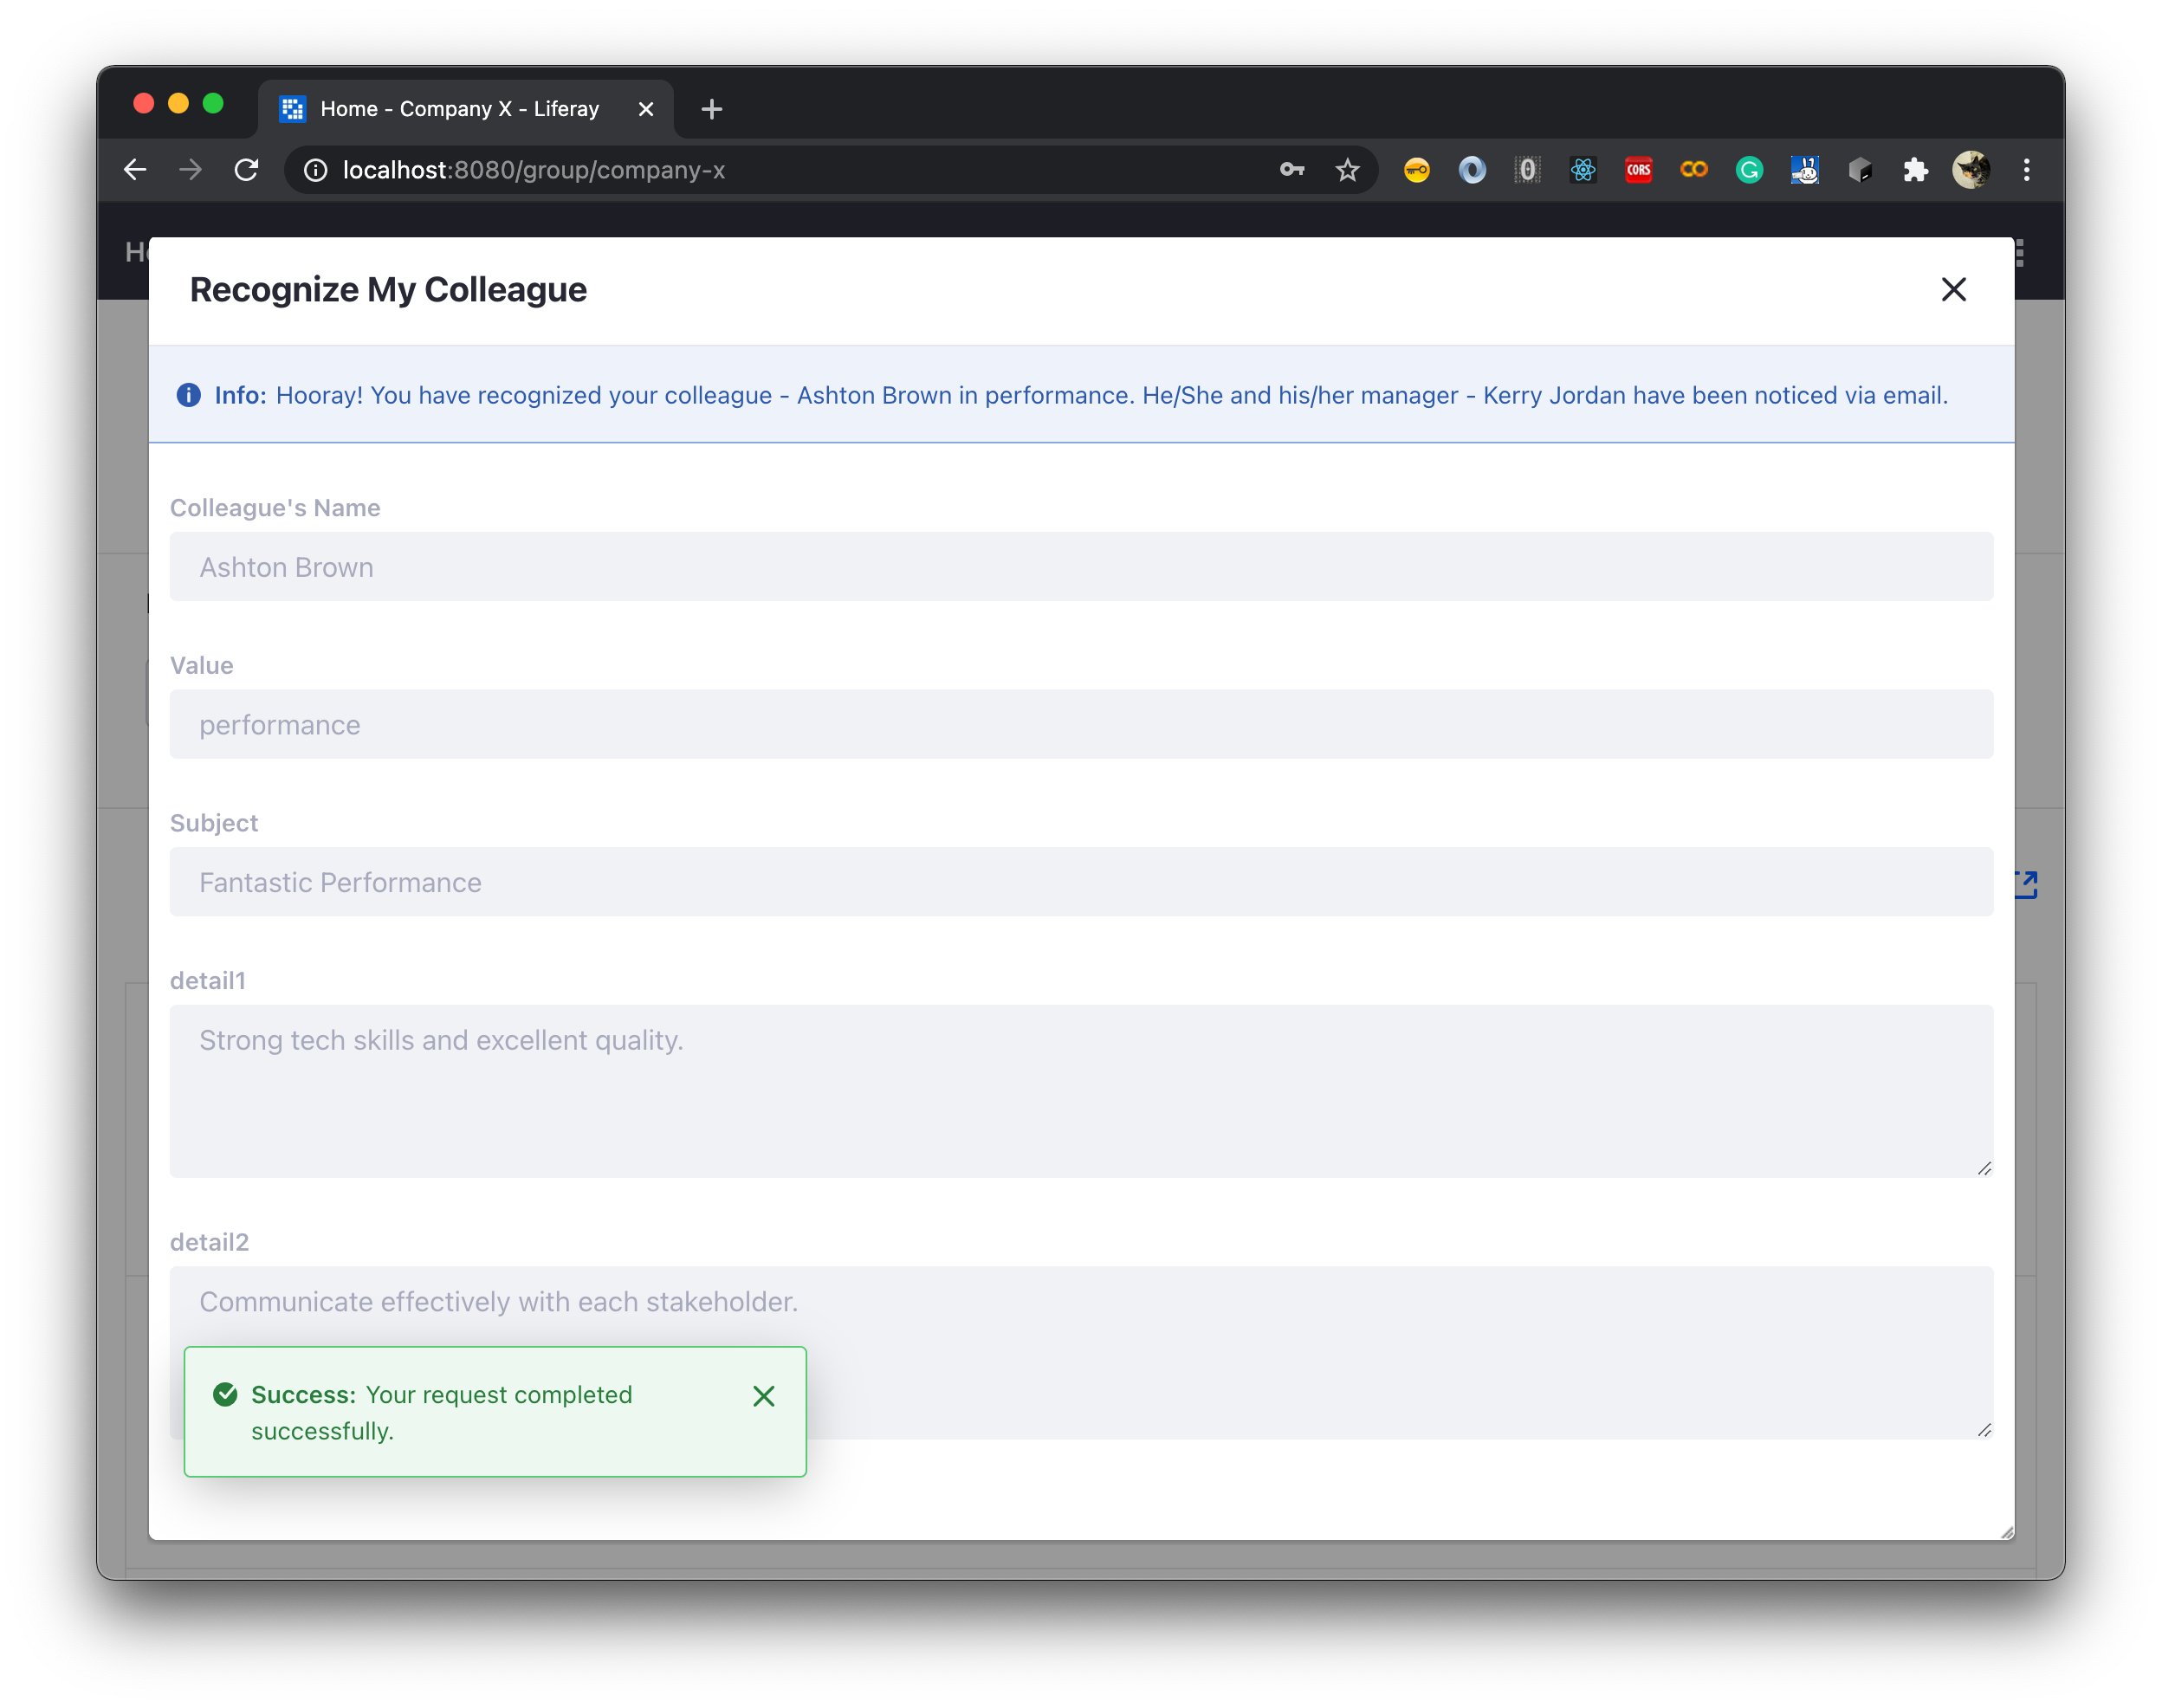 Home - Company X - Liferay
localhost:8080/group/company-x
CORS
Recognize My Colleague
Info: Hooray! You have recognized your colleague - Ashton Brown in performance. He/She and his/her manager - Kerry Jordan have been noticed via email.
Colleague's Name
Ashton Brown
Value
performance
Subject
Fantastic Performance
detail1
Strong tech skills and excellent quality.
detail2
Communicate effectively with each stakeholder.
Success: Your request completed
successfully.